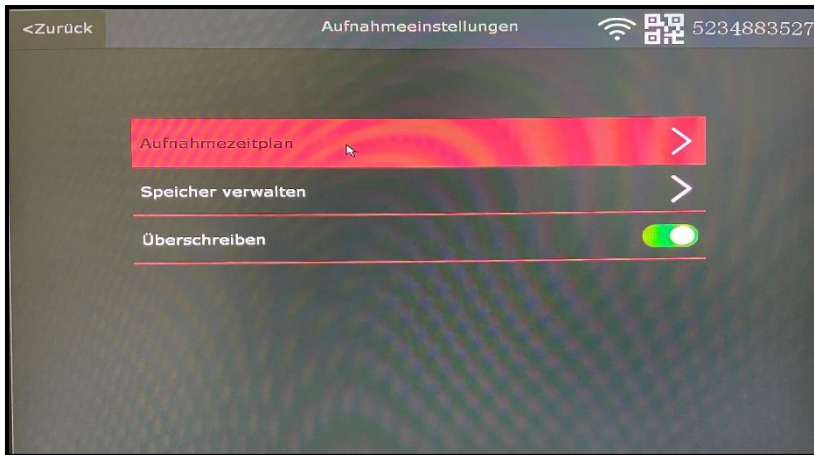 <Zurück
Aufnahmeeinstellungen
5234883527
Aufnahmezeitplan
Speicher verwalten
Überschreiben